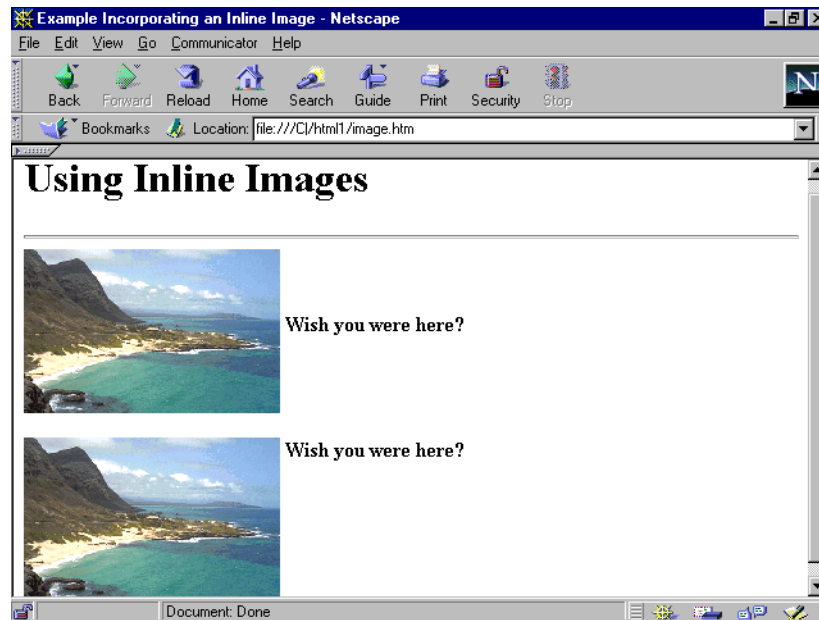 Example Incorporating an Inline Image - Netscape
File Edit View Go Communicator Help
Back Forward Reload Home Search Guide Print Security Stop
N
Bookmarks Location: file:///C|/html1/image.htm
Using Inline Images
Wish you were here?
Wish you were here?
Document: Done